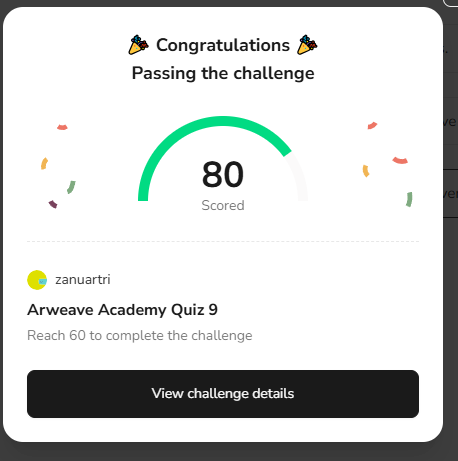 Congratulations
Passing the challenge
80
Scored
zanuartri
Arweave Academy Quiz 9
Reach 60 to complete the challenge
View challenge details